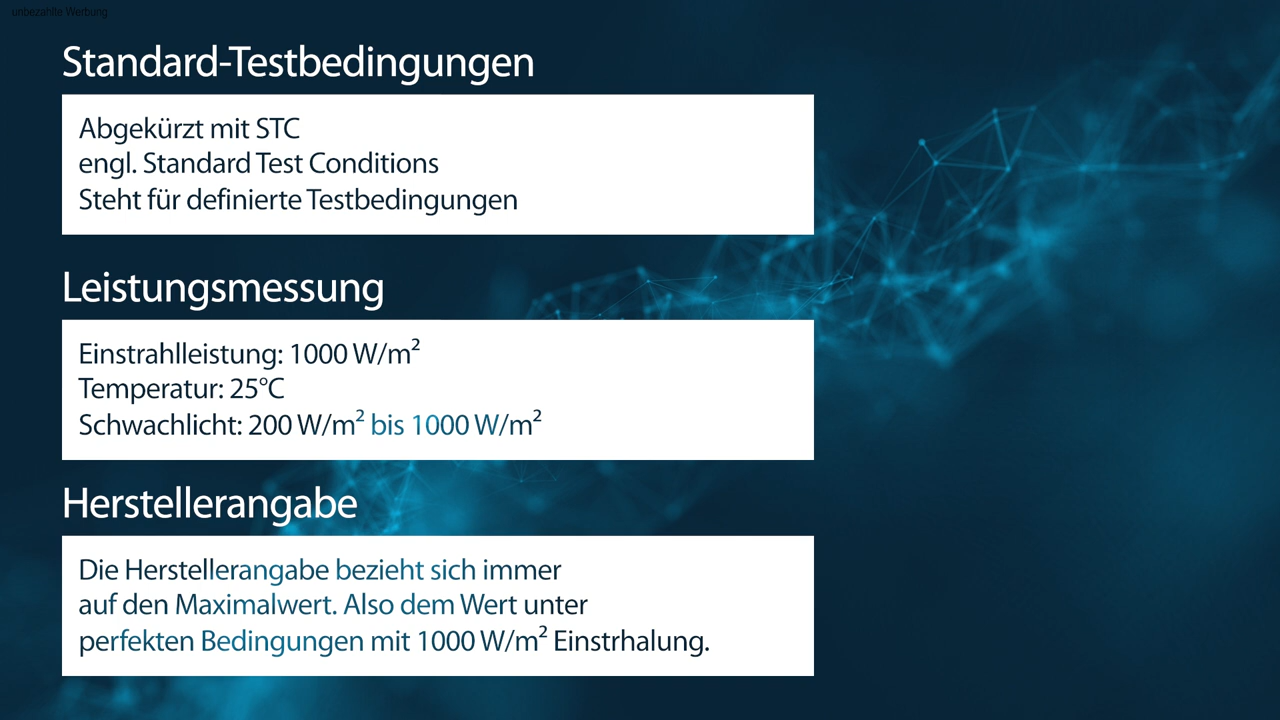 unbezahlte Werbung
Standard-Testbedingungen
Abgekürzt mit STC
engl. Standard Test Conditions
Steht für definierte Testbedingungen
Leistungsmessung
Einstrahlleistung: 1000 W/m²
Temperatur: 25°C
Schwachlicht: 200 W/m² bis 1000 W/m²
Herstellerangabe
Die Herstellerangabe bezieht sich immer
auf den Maximalwert. Also dem Wert unter
perfekten Bedingungen mit 1000 W/m² Einstrhalung.